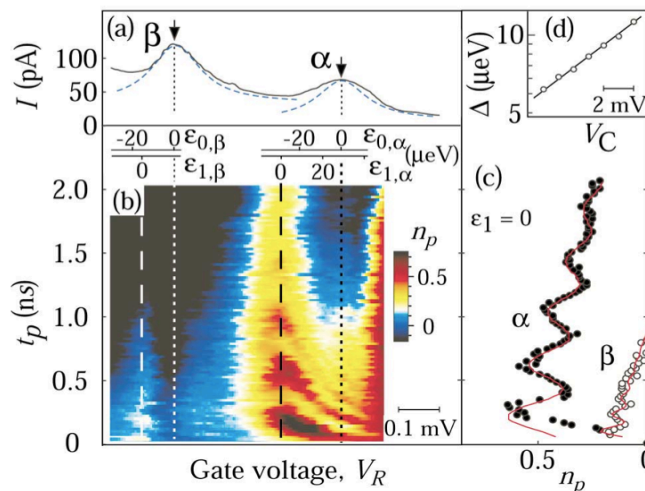 (a)
β
α
100
50
0
I (pA)
-20 0 ε0,β
0 ε1,β
-20 0 ε0,α
0 20 ε1,α
(μeV)
(b)
2.0
1.5
1.0
0.5
0
tp (ns)
np
0.5
0
0.1 mV
Gate voltage, VR
(d)
10
5
Δ (μeV)
2 mV
VC
(c)
ε1 = 0
α
β
0.5 0
np